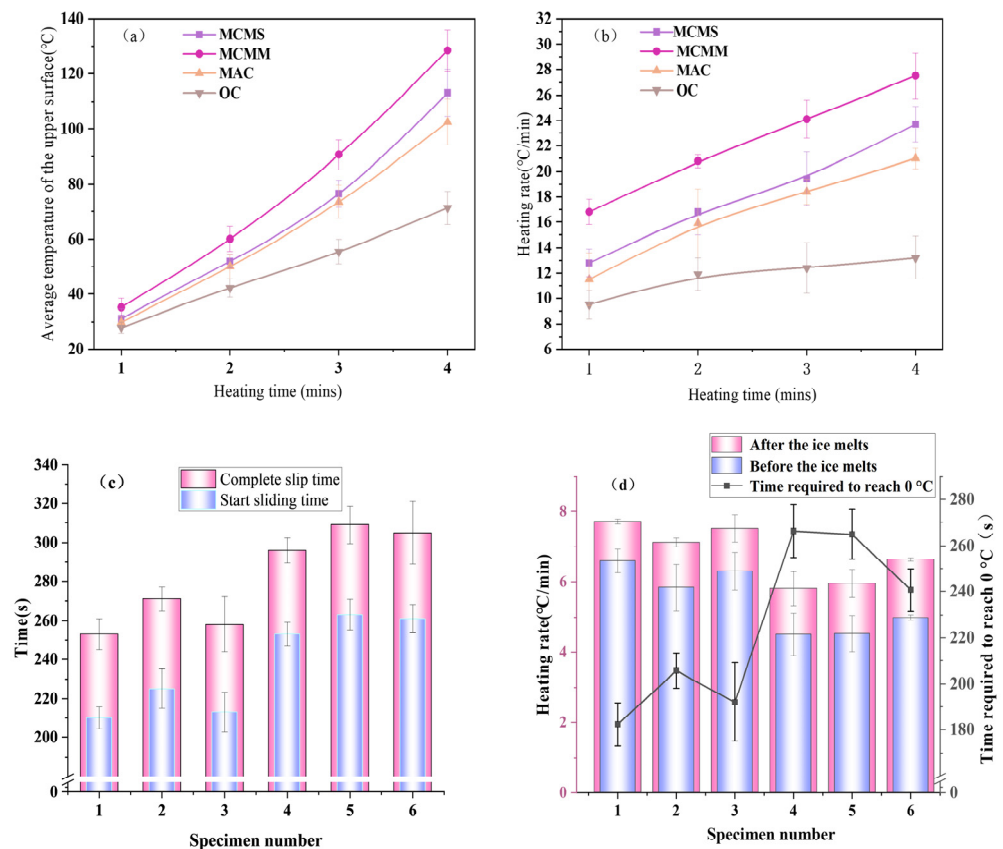 (a)
MCMS
MCMM
MAC
OC
Average temperature of the upper surface(℃)
140
120
100
80
60
40
20
1 2 3 4
Heating time (mins)
(b)
MCMS
MCMM
MAC
OC
Heating rate(℃/min)
32
30
28
26
24
22
20
18
16
14
12
10
8
6
1 2 3 4
Heating time (mins)
(c)
Complete slip time
Start sliding time
Time(s)
340
320
300
280
260
240
220
200
0
1 2 3 4 5 6
Specimen number
(d)
After the ice melts
Before the ice melts
Time required to reach 0 ℃
Heating rate(℃/min)
8
6
4
2
0
Time required to reach 0 ℃ (s)
280
260
240
220
200
180
0
1 2 3 4 5 6
Specimen number